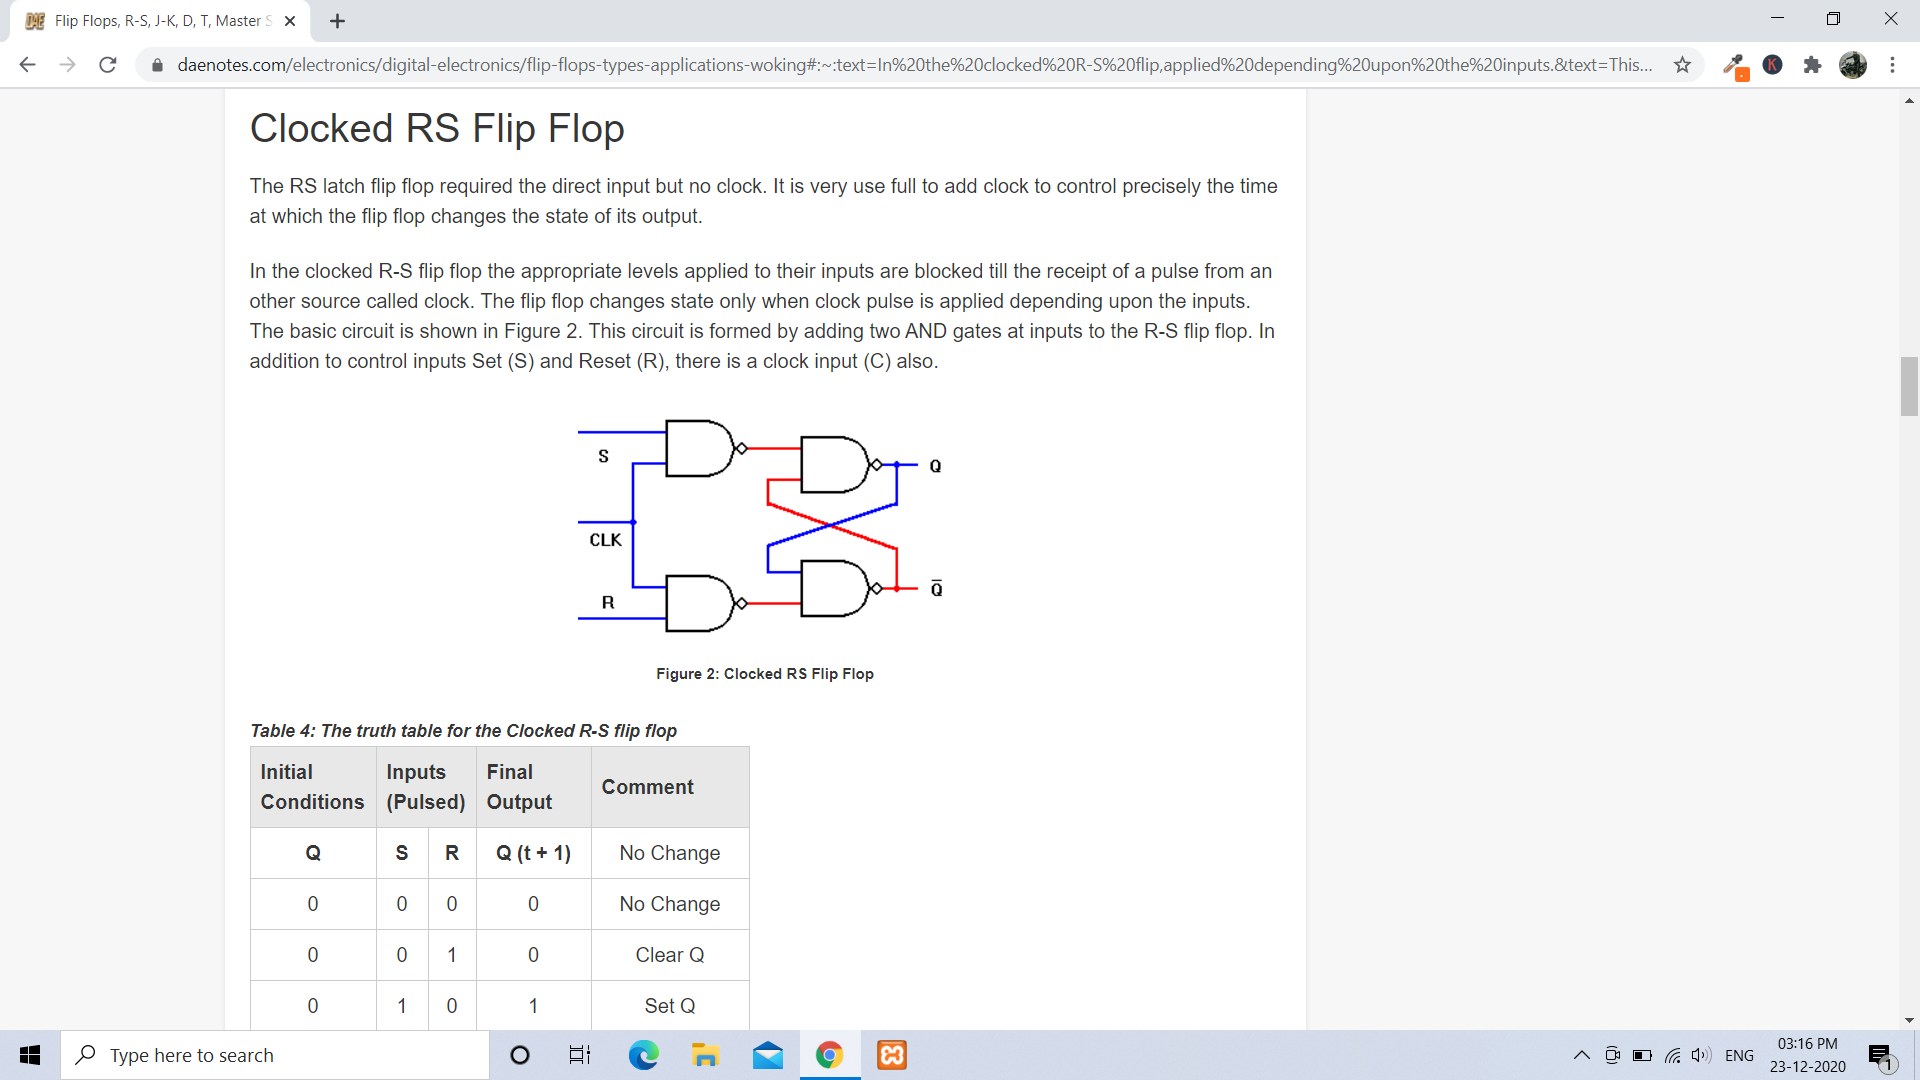 Flip Flops, R-S, J-K, D, T, Master S
daenotes.com/electronics/digital-electronics/flip-flops-types-applications-woking#:~:text=In%20the%20clocked%20R-S%20flip,applied%20depending%20upon%20the%20inputs.&text=This...
Clocked RS Flip Flop
The RS latch flip flop required the direct input but no clock. It is very use full to add clock to control precisely the time
at which the flip flop changes the state of its output.
In the clocked R-S flip flop the appropriate levels applied to their inputs are blocked till the receipt of a pulse from an
other source called clock. The flip flop changes state only when clock pulse is applied depending upon the inputs.
The basic circuit is shown in Figure 2. This circuit is formed by adding two AND gates at inputs to the R-S flip flop. In
addition to control inputs Set (S) and Reset (R), there is a clock input (C) also.
S
Q
CLK
R
Q̅
Figure 2: Clocked RS Flip Flop
Table 4: The truth table for the Clocked R-S flip flop
Initial Conditions Inputs (Pulsed) Final Output Comment
Q S R Q (t + 1) No Change
0 0 0 0 No Change
0 0 1 0 Clear Q
0 1 0 1 Set Q
Type here to search
ENG
03:16 PM
23-12-2020
1